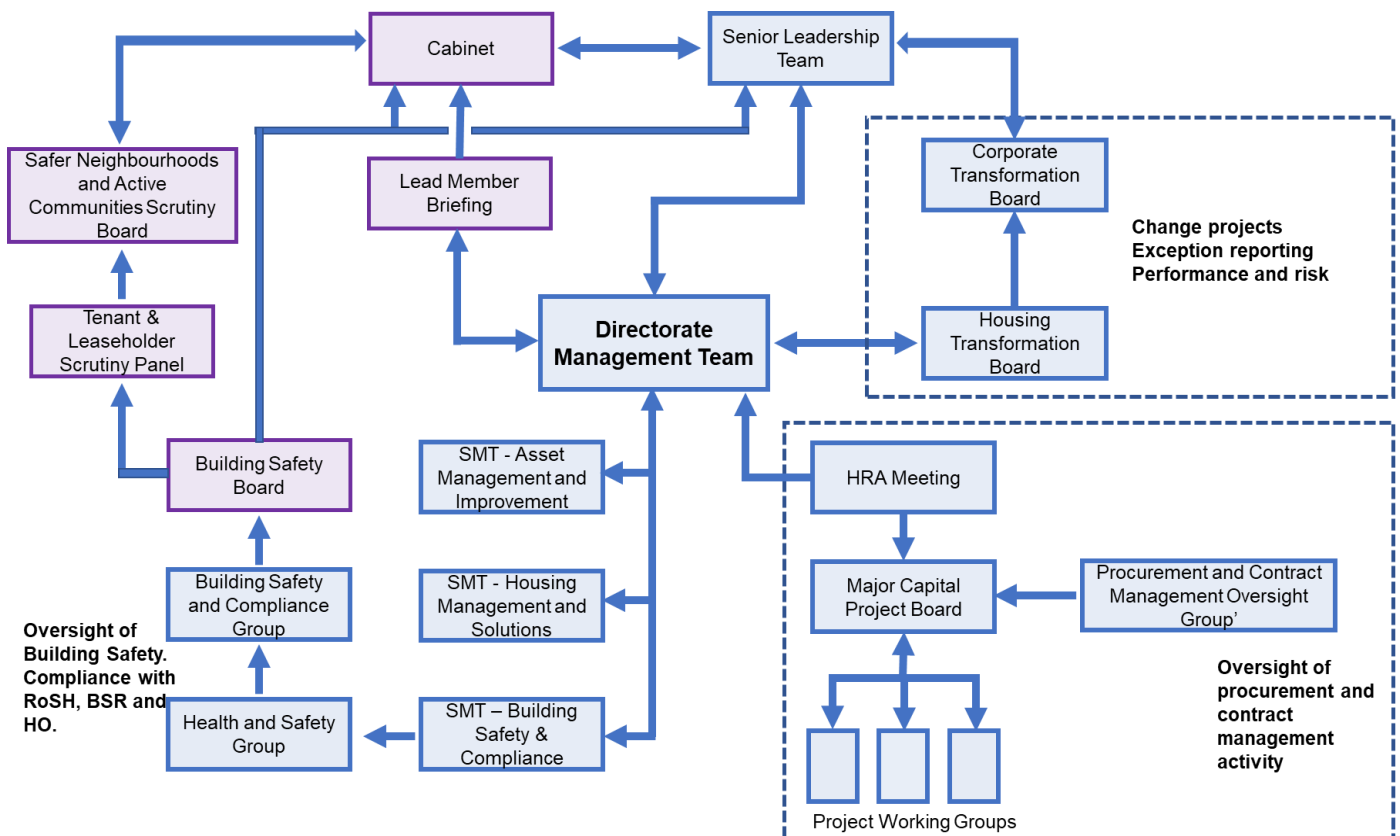 Cabinet
Senior Leadership
Team
Safer Neighbourhoods
and Active
Communities Scrutiny
Board
Lead Member
Briefing
Corporate
Transformation
Board
Change projects
Exception reporting
Performance and risk
Tenant &
Leaseholder
Scrutiny Panel
Directorate
Management Team
Housing
Transformation
Board
Building Safety
Board
SMT - Asset
Management and
Improvement
HRA Meeting
Building Safety
and Compliance
Group
SMT - Housing
Management and
Solutions
Major Capital
Project Board
Procurement and Contract
Management Oversight
Group’
Oversight of
Building Safety.
Compliance with
RoSH, BSR and
HO.
Health and Safety
Group
SMT – Building
Safety &
Compliance
Oversight of
procurement and
contract
management
activity
Project Working Groups